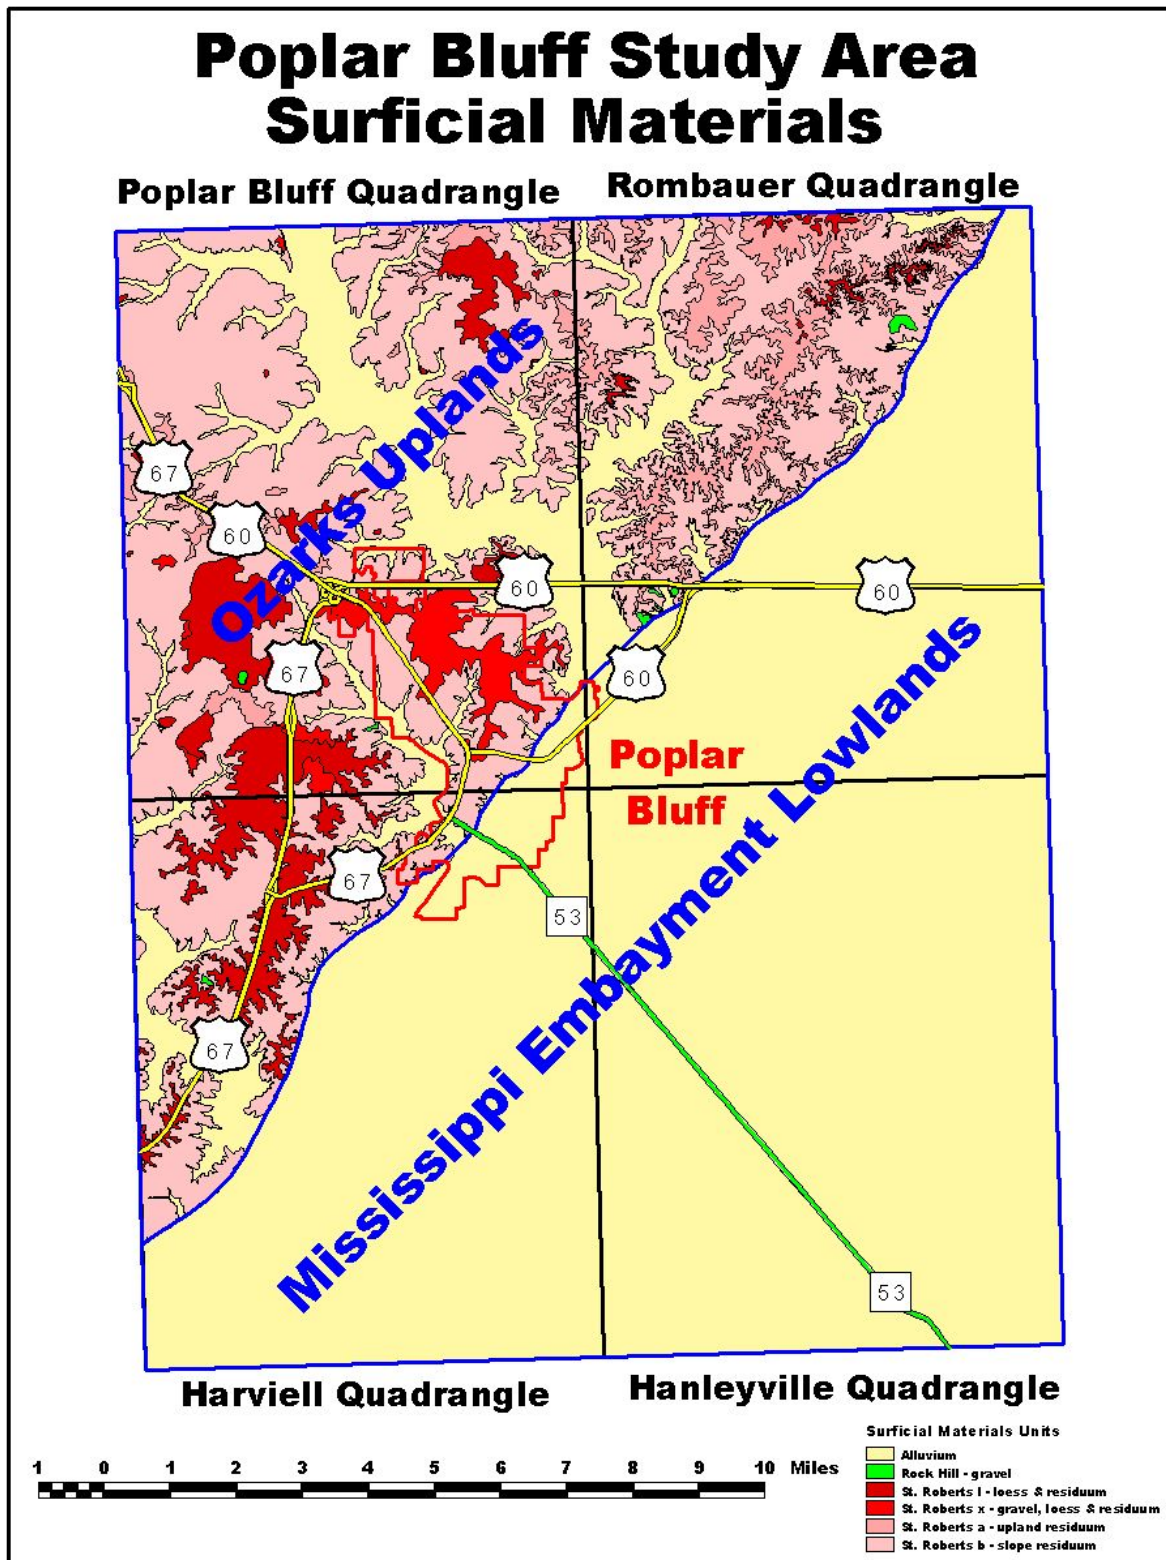 Poplar Bluff Study Area
Surficial Materials
Poplar Bluff Quadrangle
Rombauer Quadrangle
Ozarks Uplands
67
60
60
60
67
60
Mississippi Embayment Lowlands
Poplar
Bluff
67
53
67
53
Harviell Quadrangle
Hanleyville Quadrangle
1 0 1 2 3 4 5 6 7 8 9 10 Miles
Surficial Materials Units
Alluvium
Rock Hill - gravel
St. Roberts l - loess & residuum
St. Roberts x - gravel, loess & residuum
St. Roberts a - upland residuum
St. Roberts b - slope residuum